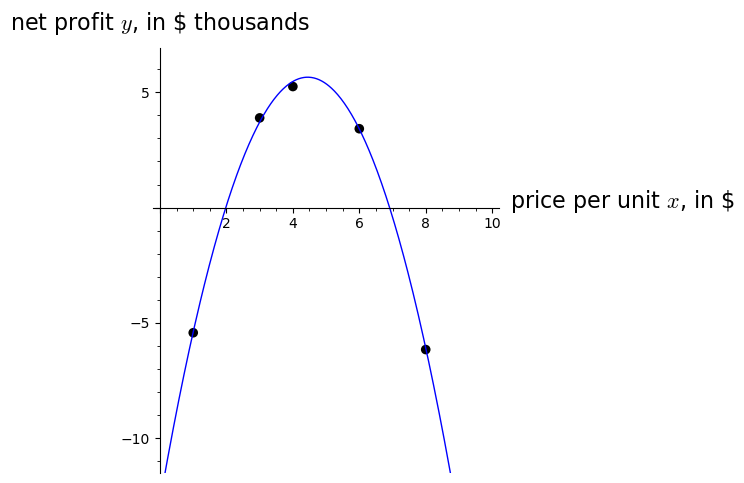 net profit y, in $ thousands
5
price per unit x, in $
2 4 6 8 10
−5
−10